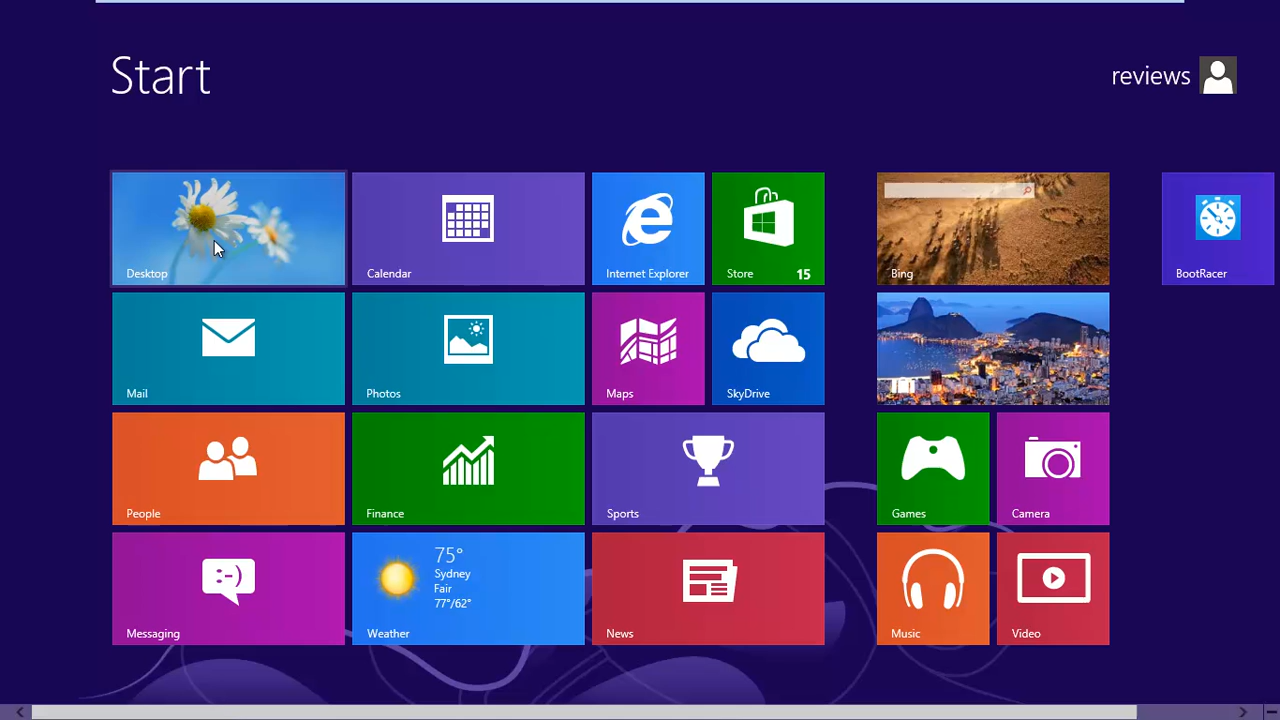 Start
reviews
Desktop
Calendar
Internet Explorer
Store 15
Bing
BootRacer
Mail
Photos
Maps
SkyDrive
People
Finance
Sports
Games
Camera
Messaging
75°
Sydney
Fair
77°/62°
Weather
News
Music
Video